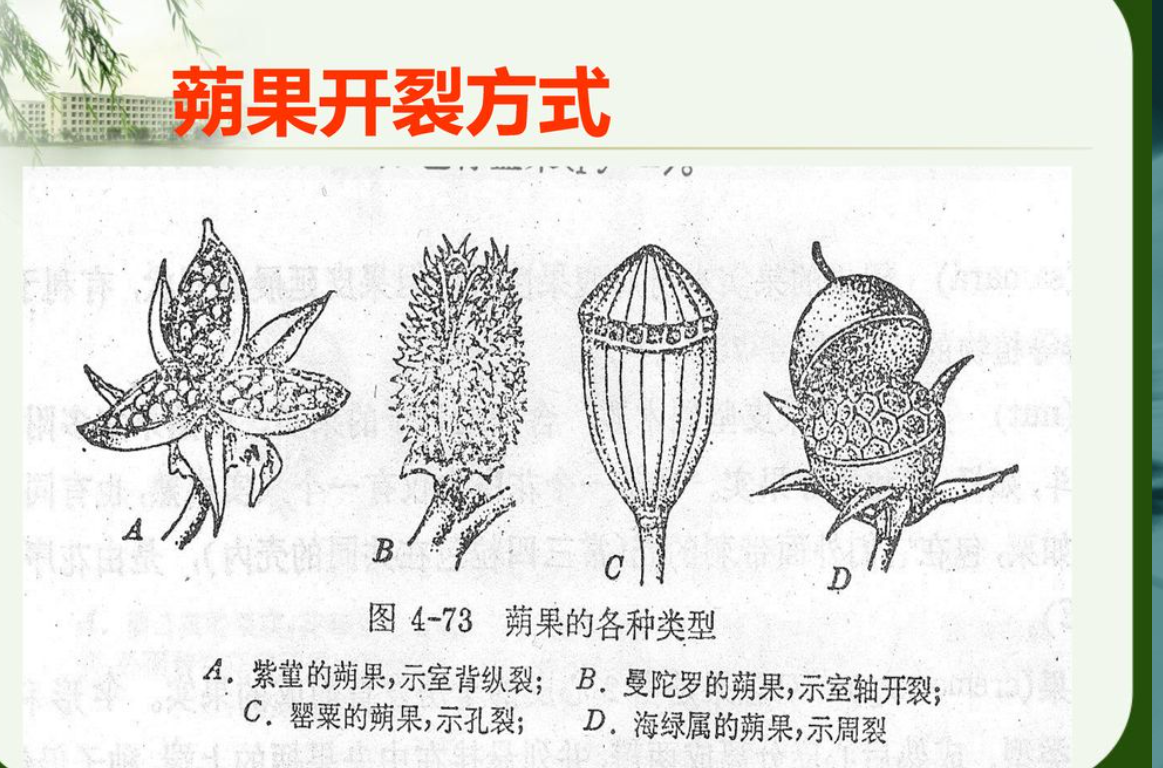 蒴果开裂方式
A
B
C
D
图 4-73 蒴果的各种类型
A. 紫堇的蒴果,示室背纵裂; B. 曼陀罗的蒴果,示室轴开裂;
C. 罂粟的蒴果,示孔裂; D. 海绿属的蒴果,示周裂